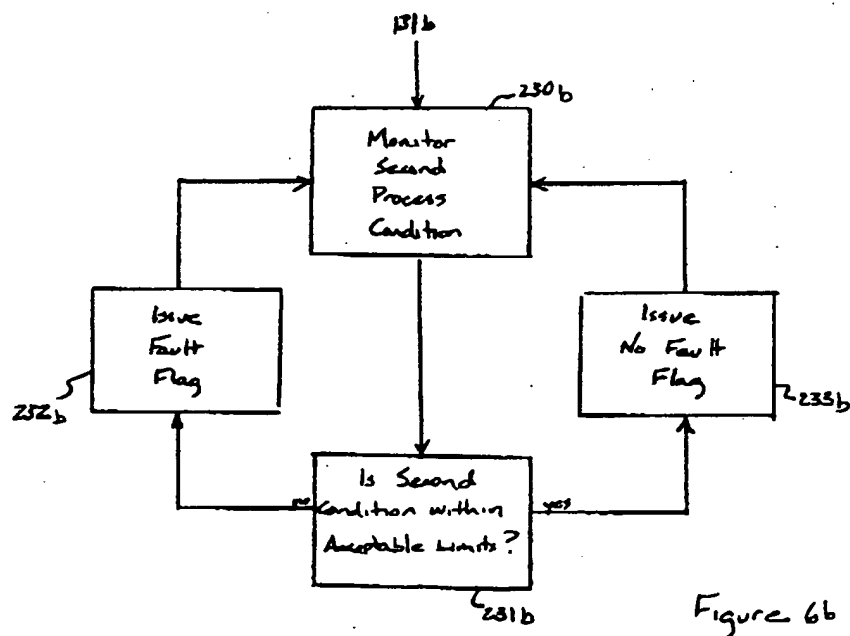 131b
230b
Monitor
Second
Process
Condition
Issue
Fault
Flag
232b
Issue
No Fault
Flag
233b
Is Second
no Condition within yes
Acceptable Limits?
231b
Figure 6b